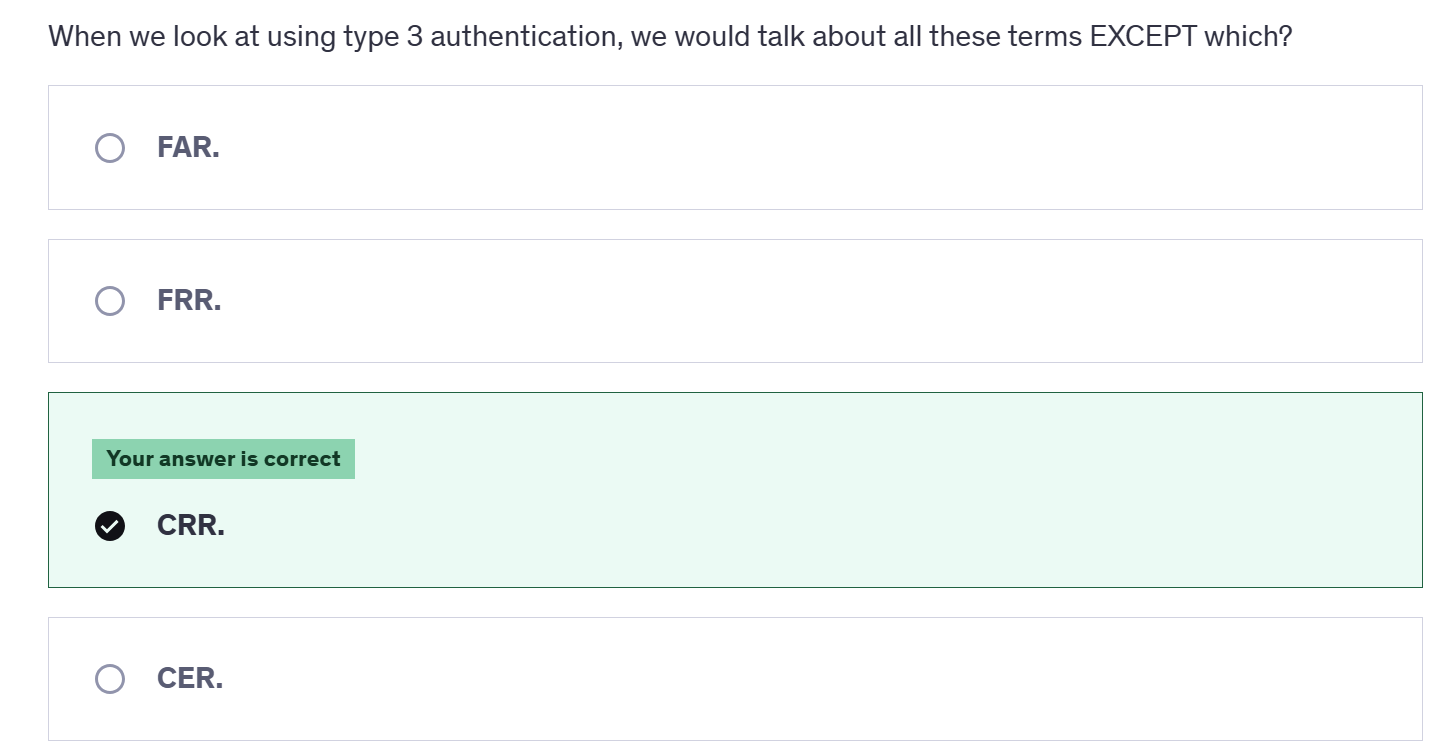 When we look at using type 3 authentication, we would talk about all these terms EXCEPT which?
FAR.
FRR.
Your answer is correct
CRR.
CER.